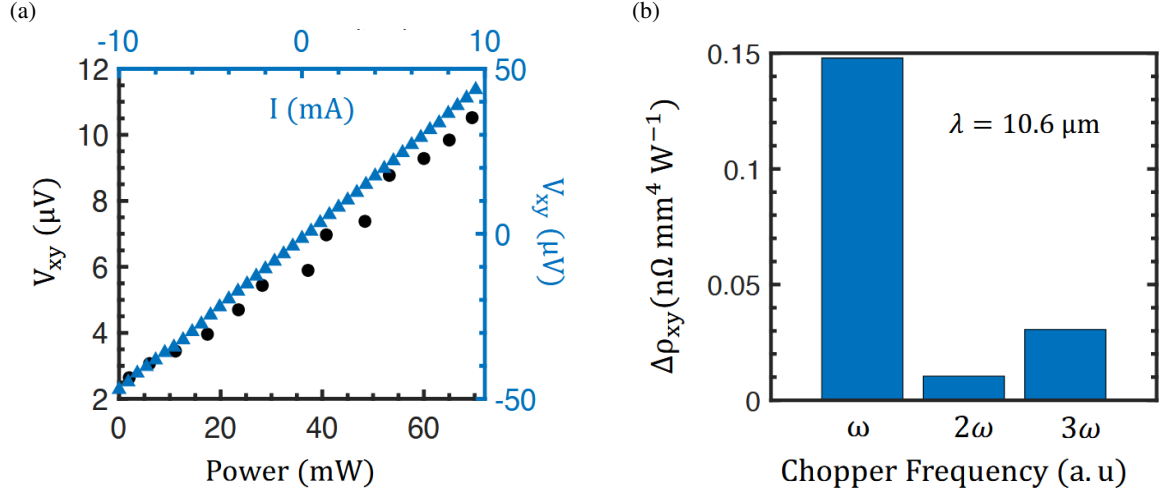 (a)
-10 0 10
I (mA)
12
10
8
6
4
2
V_xy (μV)
50
0
-50
V_xy (μV)
0 20 40 60
Power (mW)
(b)
0.15
0.1
0.05
0
Δρ_xy (nΩ mm⁴ W⁻¹)
λ = 10.6 μm
ω 2ω 3ω
Chopper Frequency (a. u)